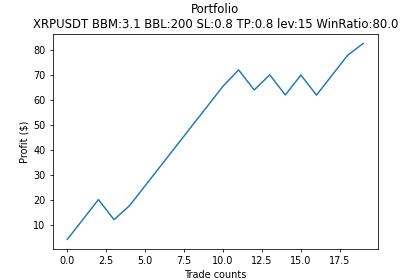 Portfolio
XRPUSDT BBM:3.1 BBL:200 SL:0.8 TP:0.8 lev:15 WinRatio:80.0
Profit ($)
80
70
60
50
40
30
20
10
0.0 2.5 5.0 7.5 10.0 12.5 15.0 17.5
Trade counts